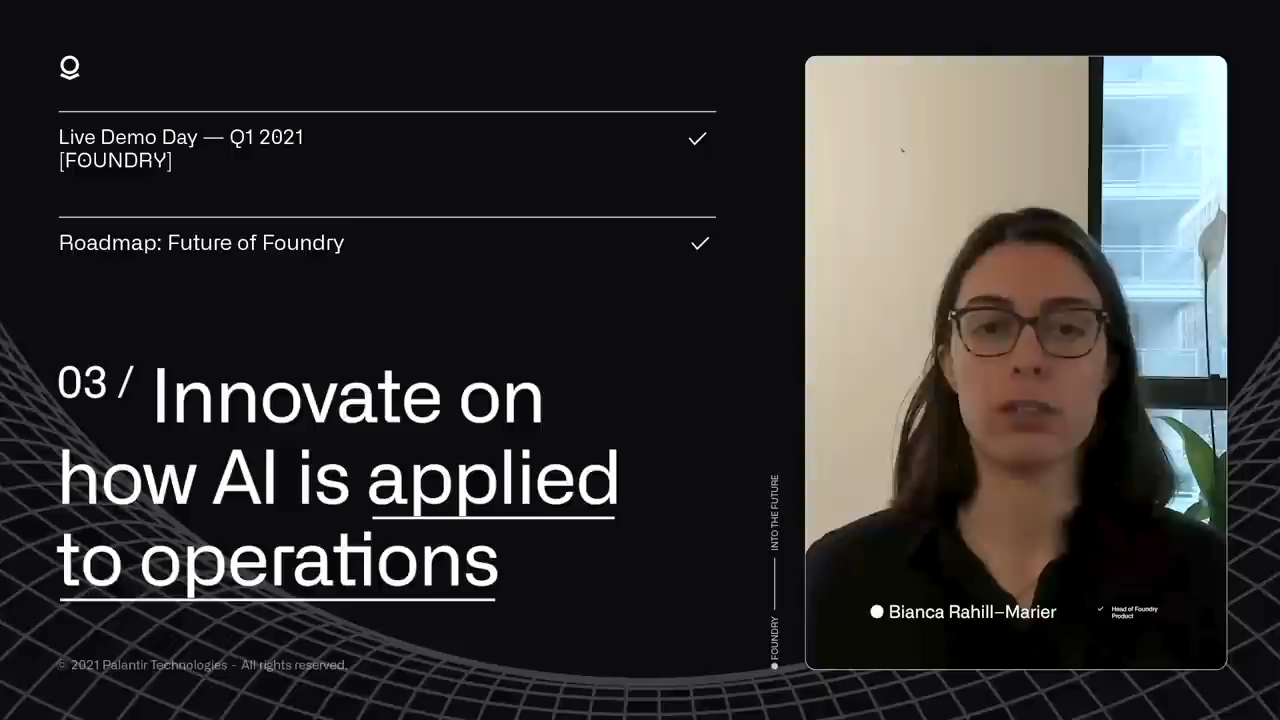 Live Demo Day — Q1 2021
[FOUNDRY]
Roadmap: Future of Foundry
03 / Innovate on
how AI is applied
to operations
© 2021 Palantir Technologies - All rights reserved.
FOUNDRY
INTO THE FUTURE
Bianca Rahill-Marier
Head of Foundry
Product